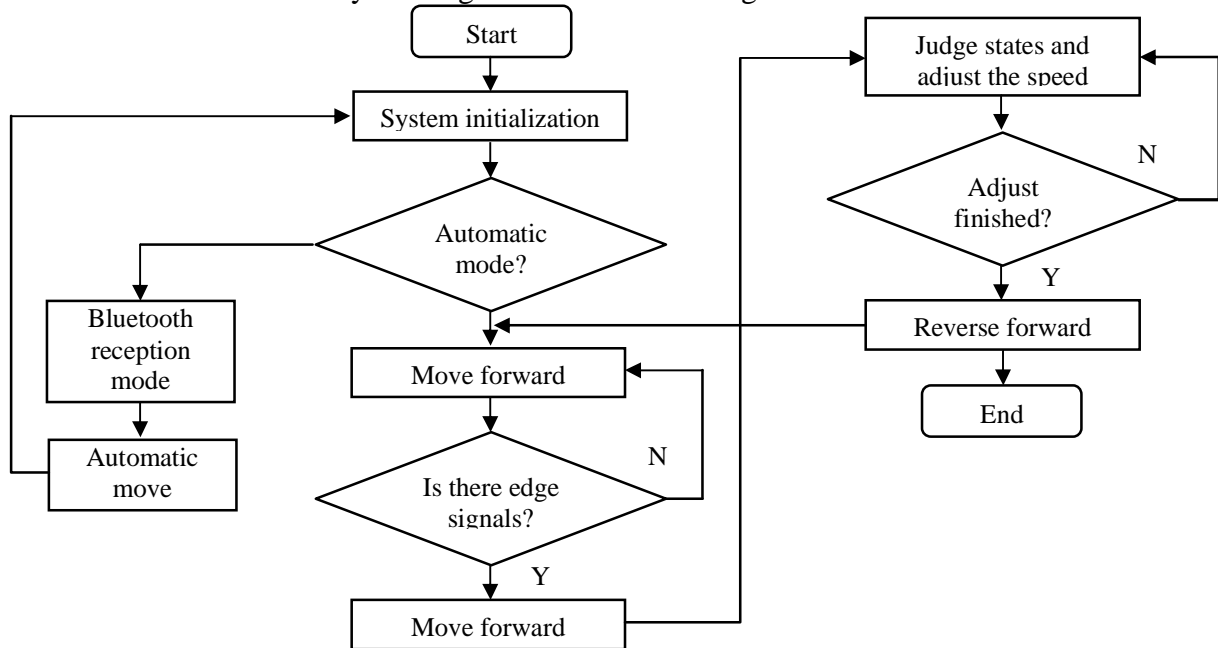 Start
System initialization
Automatic
mode?
Bluetooth
reception
mode
Automatic
move
Move forward
N
Is there edge
signals?
Y
Move forward
Judge states and
adjust the speed
N
Adjust
finished?
Y
Reverse forward
End